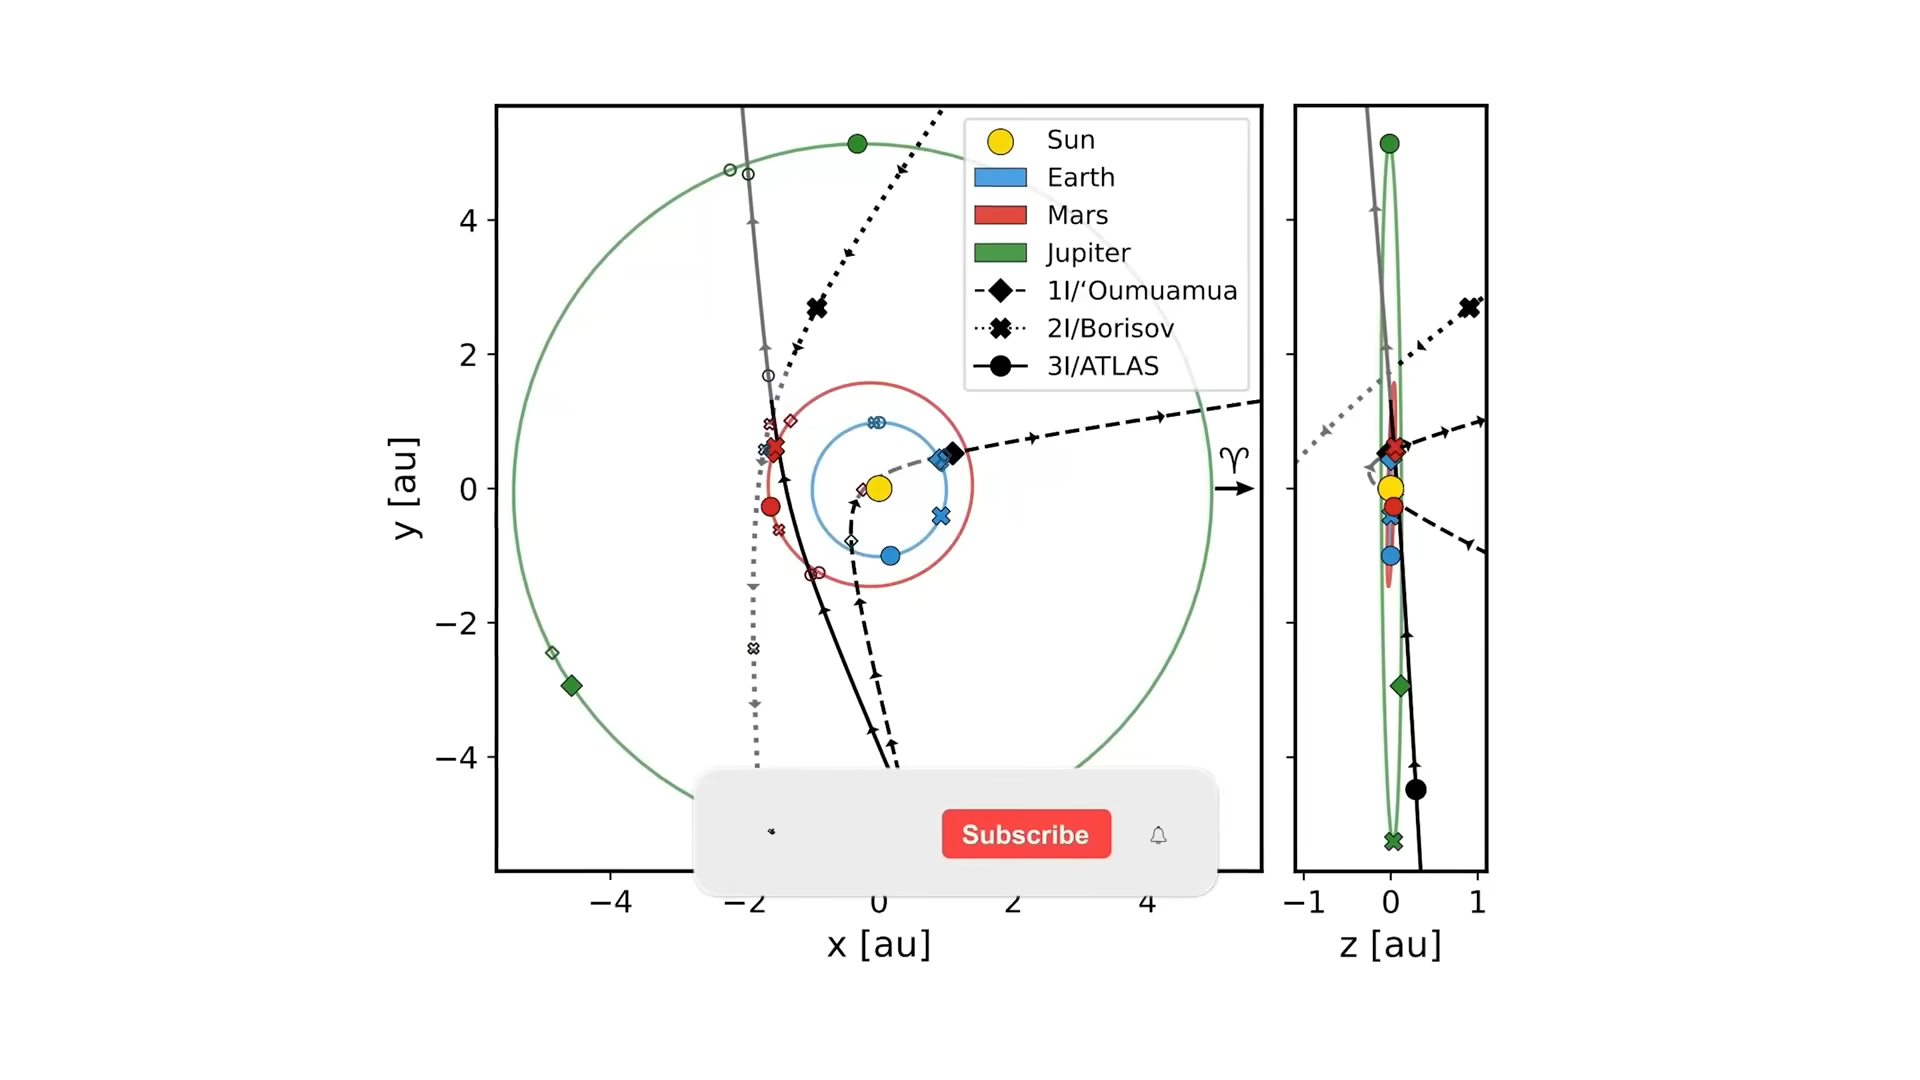 Sun
Earth
Mars
Jupiter
1I/‘Oumuamua
2I/Borisov
3I/ATLAS
y [au]
4
2
0
−2
−4
♈
Subscribe
−4 −2 0 2 4
x [au]
−1 0 1
z [au]